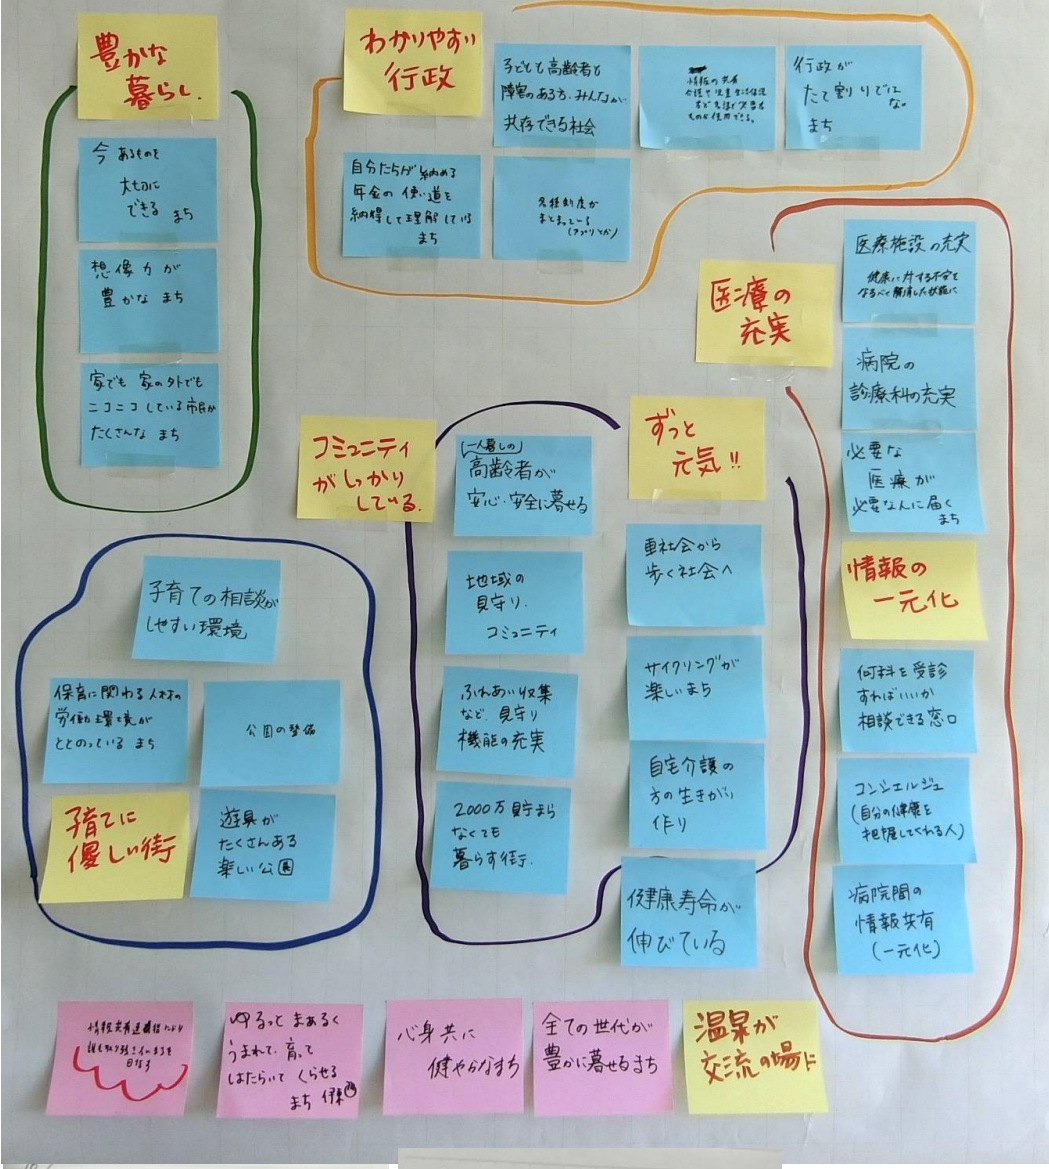 豊かな
暮らし.
今 あるものを
大切に
できる まち
想像力が
豊かな まち
家でも 家の外でも
ニコニコ している市民が
たくさんな まち
わかりやすい
行政
子どもも高齢者も
障害のある方、みんなが
共存できる社会
情報の共有
行政が
たて割りではない
まち
自分たちが納める
年金の使い道を
納得して理解している
まち
各種制度が
まとまっている
(アプリとか)
医療の
充実
医療施設の充実
健康に対する不安を
なるべく解消した状態に
病院の
診療科の充実
必要な
医療が
必要な人に届く
まち
情報の
一元化
何科を受診
すればいいか
相談できる窓口
コンシェルジュ
(自分の健康を
把握してくれる人)
病院間の
情報共有
(一元化)
コミュニティ
がしっかり
している.
(一人暮しの)
高齢者が
安心・安全に暮せる
地域の
見守り.
コミュニティ
ふれあい収集
など、見守り
機能の充実
2000万貯まら
なくても
暮らす街.
ずっと
元気!!
車社会から
歩く社会へ
サイクリングが
楽しいまち
自宅介護の
方の生きがい
作り
健康寿命が
伸びている
子育ての相談が
しやすい環境
保育に関わる人材の
労働環境が
ととのっている まち
公園の整備
子育てに
優しい街
遊具が
たくさんある
楽しい公園
ゆるって まぁるく
うまれて、育って
はたらいて くらせる
まち 伊東
心身共に
健やかなまち
全ての世代が
豊かに暮せるまち
温泉が
交流の場に